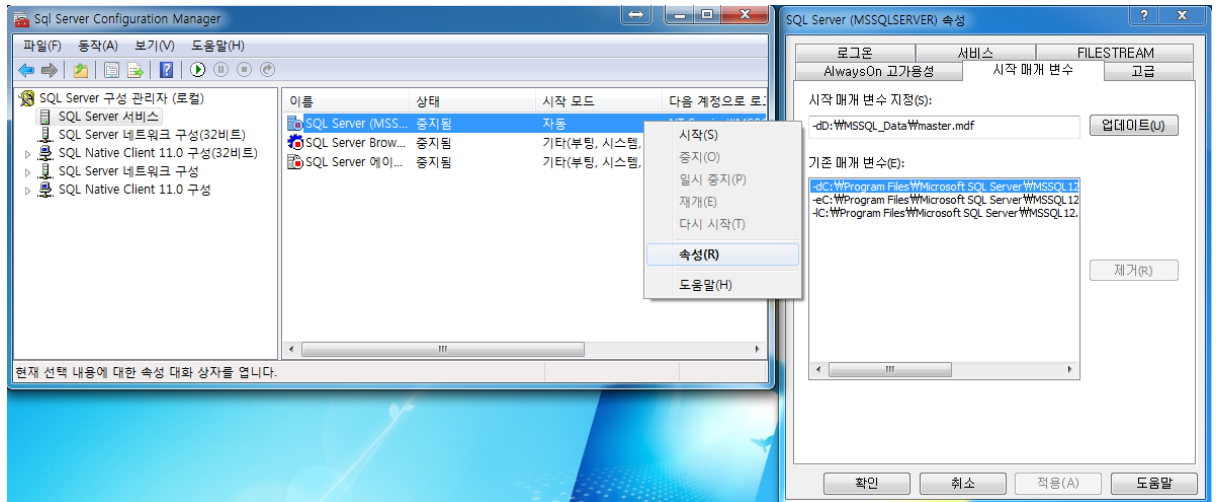 Sql Server Configuration Manager
파일(F) 동작(A) 보기(V) 도움말(H)
SQL Server 구성 관리자 (로컬)
SQL Server 서비스
SQL Server 네트워크 구성(32비트)
SQL Native Client 11.0 구성(32비트)
SQL Server 네트워크 구성
SQL Native Client 11.0 구성
이름 상태 시작 모드 다음 계정으로 로그
SQL Server (MSS... 중지됨 자동
SQL Server Brow... 중지됨 기타(부팅, 시스템,
SQL Server 에이... 중지됨 기타(부팅, 시스템,
시작(S)
중지(O)
일시 중지(P)
재개(E)
다시 시작(T)
속성(R)
도움말(H)
현재 선택 내용에 대한 속성 대화 상자를 엽니다.
SQL Server (MSSQLSERVER) 속성
로그온 서비스 FILESTREAM
AlwaysOn 고가용성 시작 매개 변수 고급
시작 매개 변수 지정(S):
-dD:₩MSSQL_Data₩master.mdf 업데이트(U)
기존 매개 변수(E):
-dC:₩Program Files₩Microsoft SQL Server₩MSSQL12
-eC:₩Program Files₩Microsoft SQL Server₩MSSQL12
-lC:₩Program Files₩Microsoft SQL Server₩MSSQL12.
제거(R)
확인 취소 적용(A) 도움말